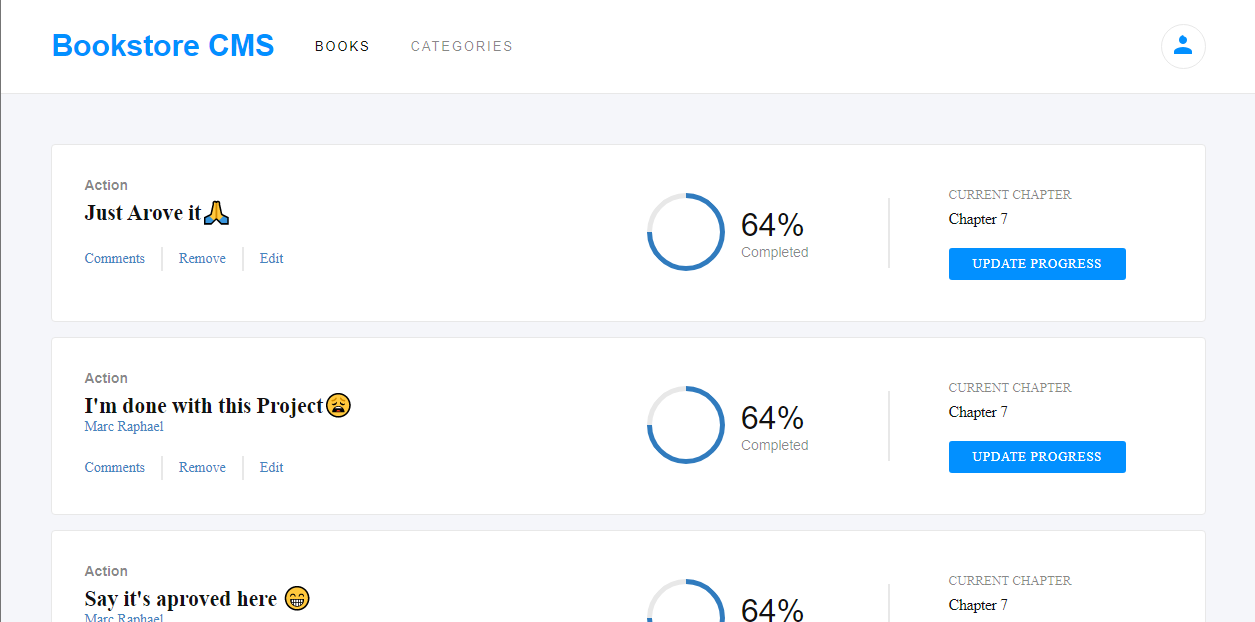 Bookstore CMS BOOKS CATEGORIES
Action
Just Arove it🙏
Comments Remove Edit
64%
Completed
CURRENT CHAPTER
Chapter 7
UPDATE PROGRESS
Action
I'm done with this Project😩
Marc Raphael
Comments Remove Edit
64%
Completed
CURRENT CHAPTER
Chapter 7
UPDATE PROGRESS
Action
Say it's aproved here 😁
Marc Raphael
64%
CURRENT CHAPTER
Chapter 7